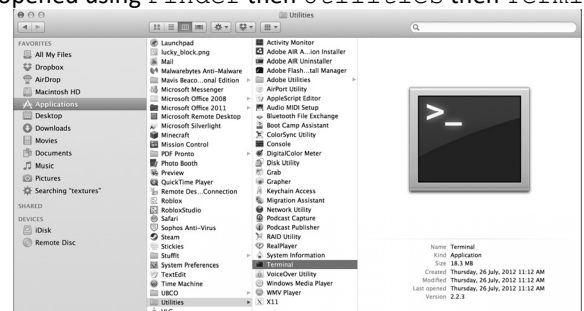 opened using Finder then Utilities then Termi
Utilities
FAVORITES
All My Files
Dropbox
AirDrop
Macintosh HD
Applications
Desktop
Downloads
Movies
Documents
Music
Pictures
Searching "textures"
SHARED
DEVICES
iDisk
Remote Disc
Launchpad
lucky_block.png
Mail
Malwarebytes Anti-Malware
Mavis Beaco...onal Edition
Microsoft Messenger
Microsoft Office 2008
Microsoft Office 2011
Microsoft Remote Desktop
Microsoft Silverlight
Minecraft
Mission Control
PDF Pronto
Photo Booth
Preview
QuickTime Player
Remote Des...Connection
Roblox
RobloxStudio
Safari
Sophos Anti-Virus
Steam
Stickies
StuffIt
System Preferences
TextEdit
Time Machine
UBCO
Utilities
VLC
Activity Monitor
Adobe AIR A...ion Installer
Adobe AIR Uninstaller
Adobe Flash...tall Manager
Adobe Utilities
AirPort Utility
AppleScript Editor
Audio MIDI Setup
Bluetooth File Exchange
Boot Camp Assistant
ColorSync Utility
Console
DigitalColor Meter
Disk Utility
Grab
Grapher
Keychain Access
Migration Assistant
Network Utility
Podcast Capture
Podcast Publisher
RAID Utility
RealPlayer
System Information
Terminal
VoiceOver Utility
Windows Media Player
WMV Player
X11
>_
Name Terminal
Kind Application
Size 18.3 MB
Created Thursday, 26 July, 2012 11:12 AM
Modified Thursday, 26 July, 2012 11:12 AM
Last opened Thursday, 26 July, 2012 11:12 AM
Version 2.2.3